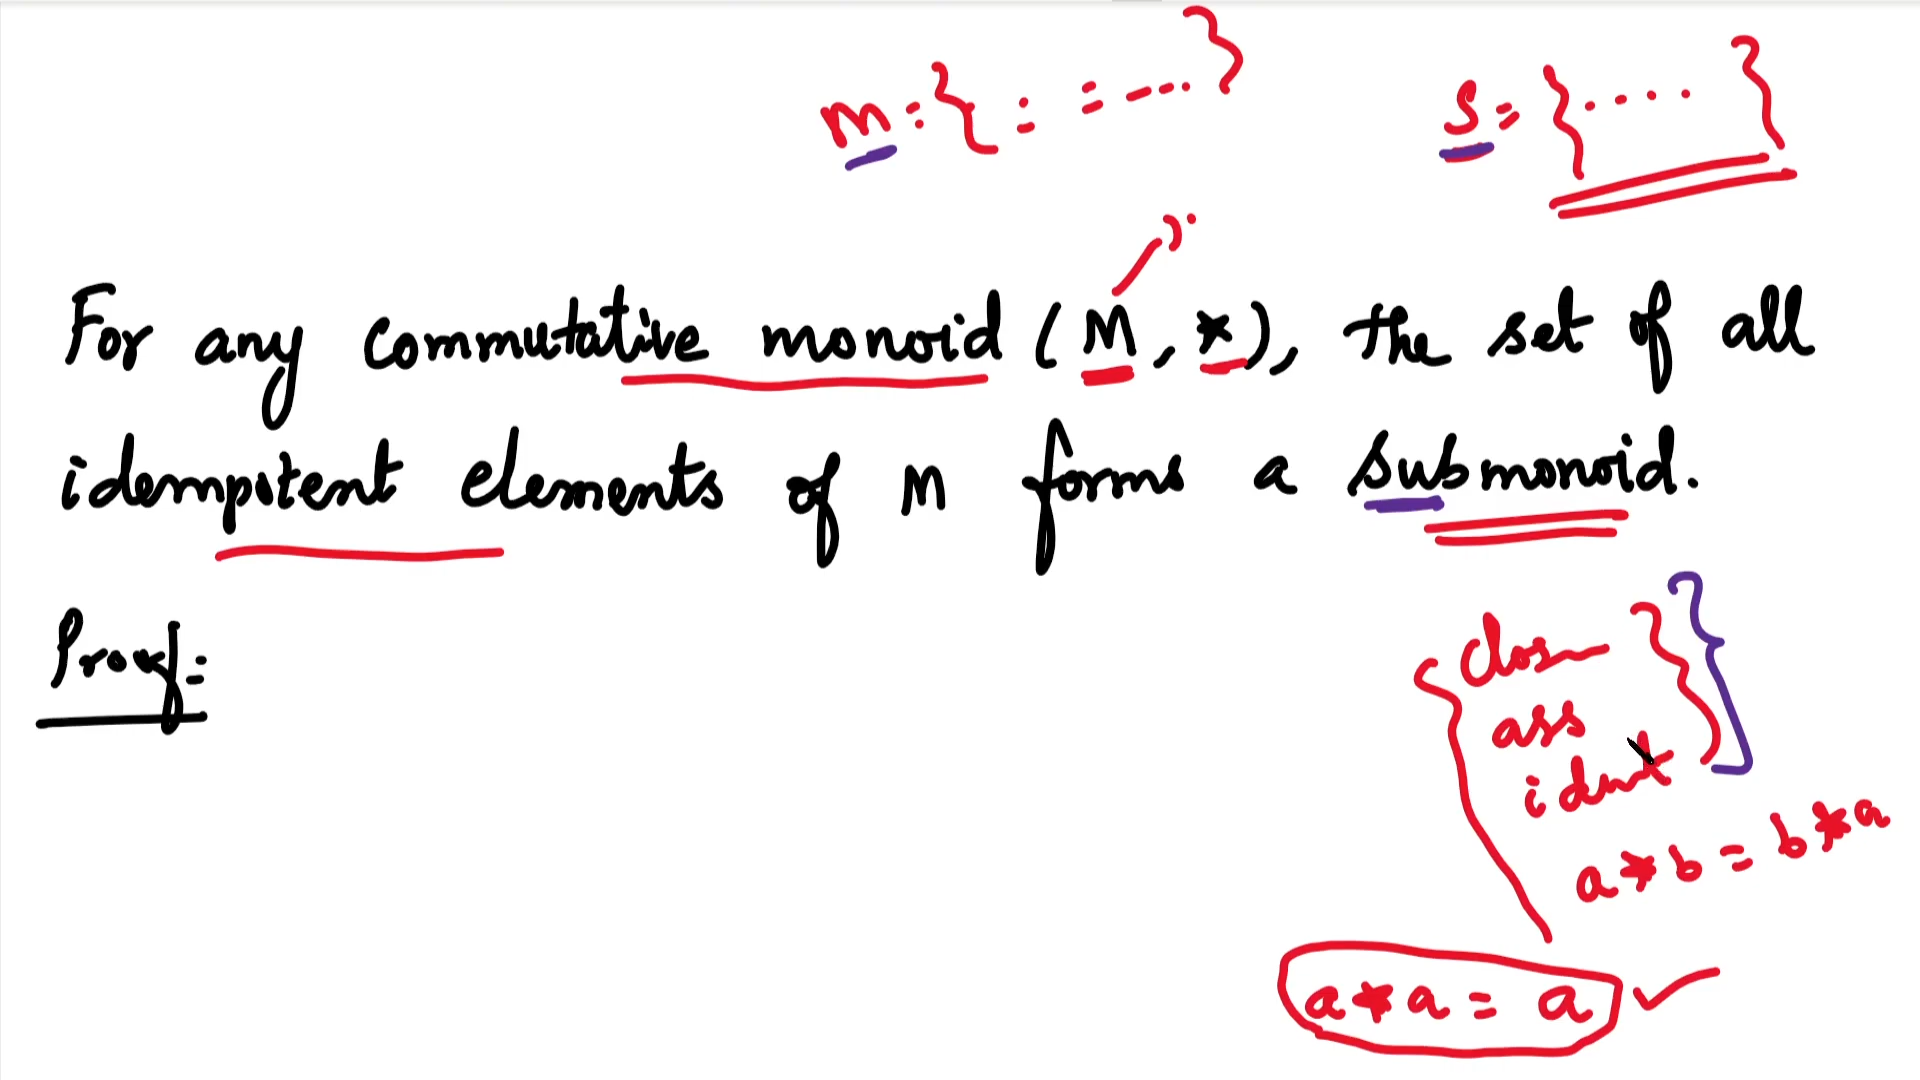 m = { : = ---- }
S = { .... }
For any commutative monoid (M, *), the set of all
idempotent elements of M forms a submonoid.
Proof:
clos
ass
ident
a * b = b * a
a * a = a ✓